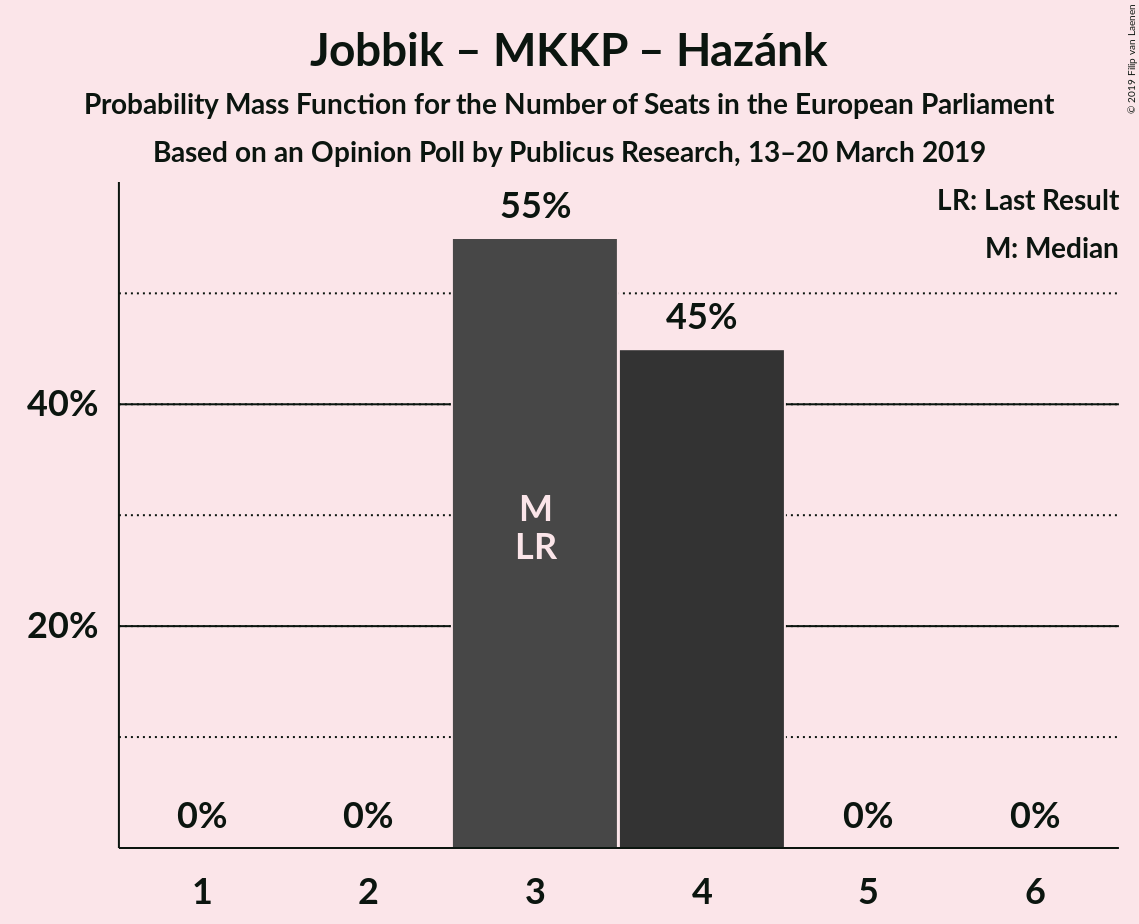 Jobbik – MKKP – Hazánk
Probability Mass Function for the Number of Seats in the European Parliament
Based on an Opinion Poll by Publicus Research, 13–20 March 2019
© 2019 Filip van Laenen
LR: Last Result
M: Median
55%
45%
40%
20%
M
LR
0%
0%
0%
0%
1
2
3
4
5
6